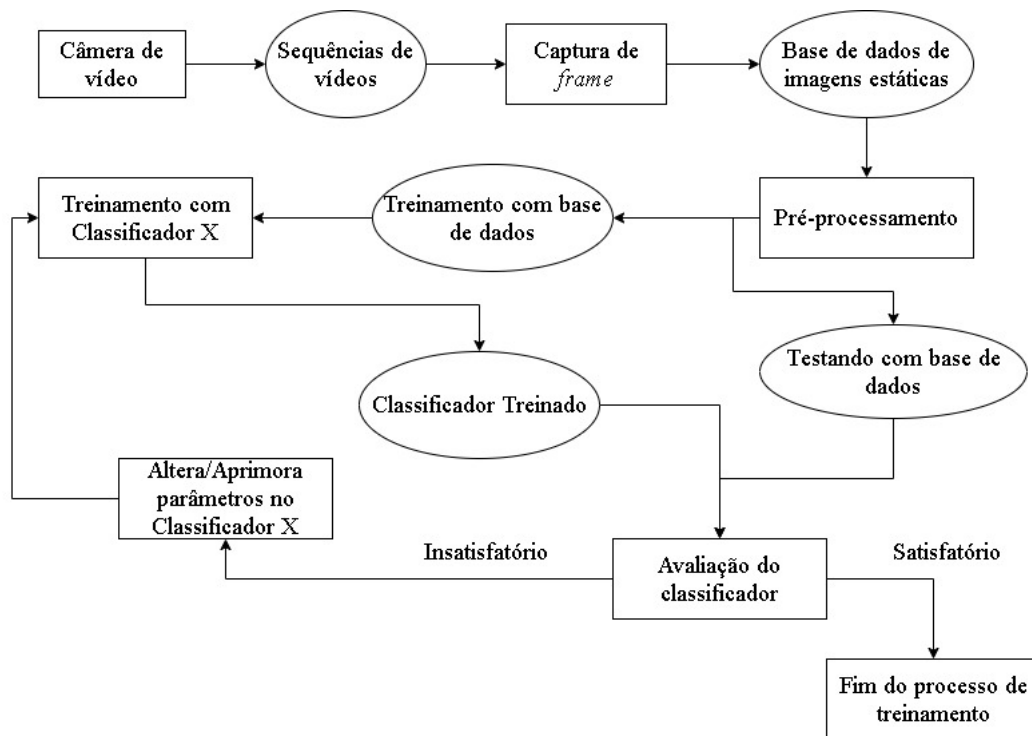 Câmera de
vídeo
Sequências de
vídeos
Captura de
frame
Base de dados de
imagens estáticas
Treinamento com
Classificador X
Treinamento com base
de dados
Pré-processamento
Testando com base de
dados
Classificador Treinado
Altera/Aprimora
parâmetros no
Classificador X
Insatisfatório
Avaliação do
classificador
Satisfatório
Fim do processo de
treinamento